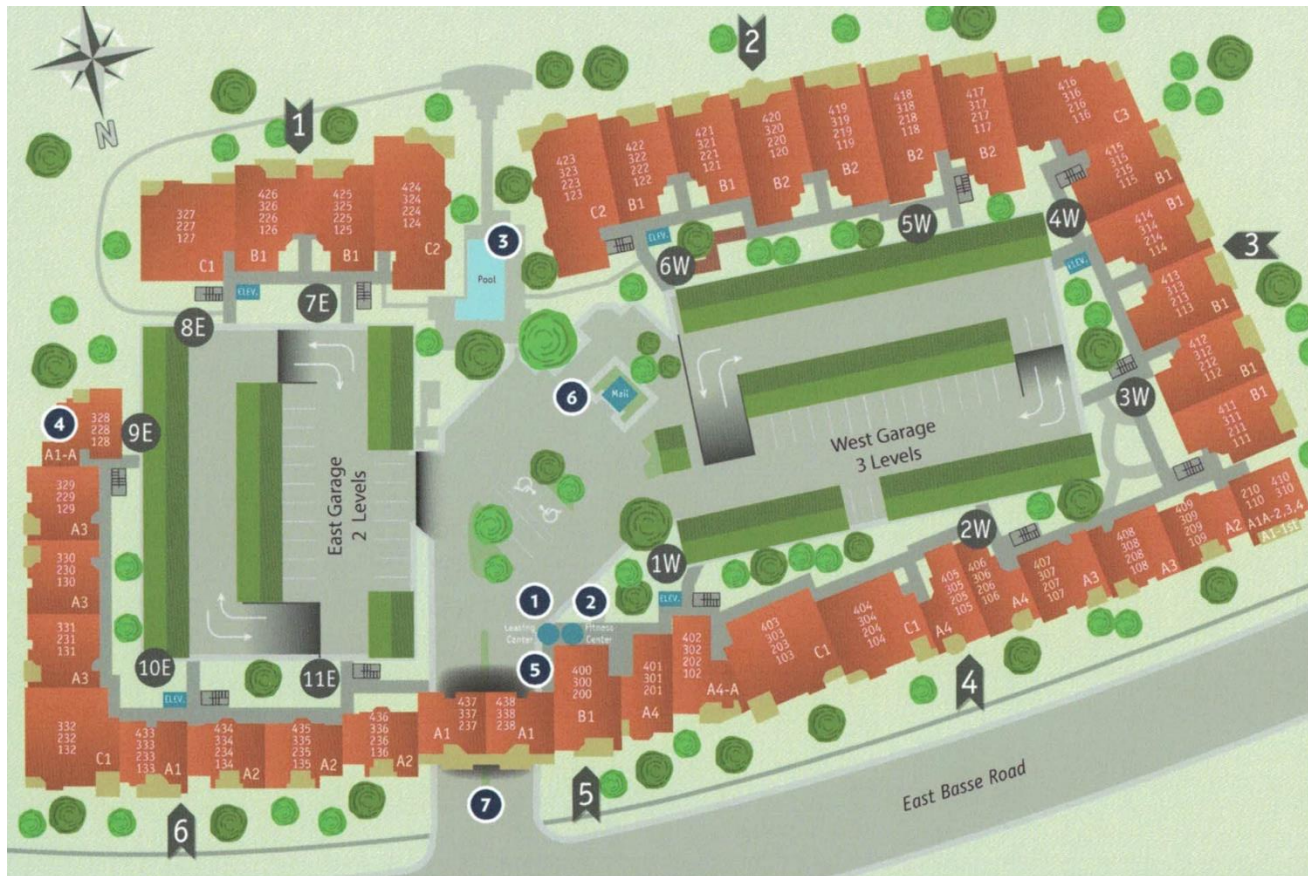 N
1
2
3
4
5
6
327
227
127
C1
426
326
226
126
B1
425
325
225
125
B1
424
324
224
124
C2
ELEV.
7E
8E
3
Pool
423
323
223
123
C2
422
322
222
122
B1
421
321
221
121
B1
420
320
220
120
B2
419
319
219
119
B2
418
318
218
118
B2
417
317
217
117
B2
416
316
216
116
C3
415
315
215
115
B1
414
314
214
114
B1
413
313
213
113
B1
412
312
212
112
B1
411
311
211
111
ELEV.
6W
5W
4W
ELEV.
3W
6
Mail
West Garage
3 Levels
East Garage
2 Levels
4
328
228
128
A1-A
9E
329
229
129
A3
330
230
130
A3
331
231
131
A3
332
232
132
C1
10E
11E
ELEV.
433
333
233
133
A1
434
334
234
134
A2
435
335
235
135
A2
436
336
236
136
A2
437
337
237
A1
438
338
238
A1
1
2
Leasing
Center
Fitness
Center
5
400
300
200
B1
401
301
201
A4
402
302
202
102
A4-A
403
303
203
103
C1
404
304
204
104
C1
405
305
205
105
A4
406
306
206
106
A4
407
307
207
107
A3
408
308
208
108
A3
409
309
209
109
A2
210
110
410
310
A1A-2,3,4
A1-1st
1W
2W
ELEV.
7
East Basse Road